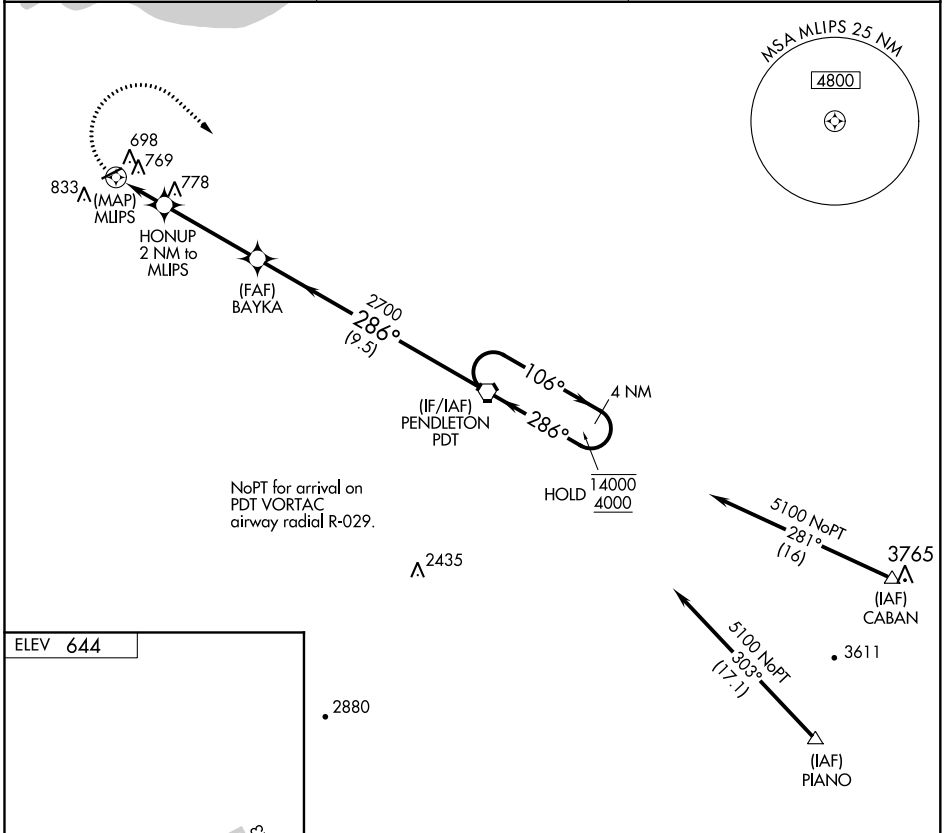 MSA MLIPS 25 NM
4800
698
769
833
(MAP)
MLIPS
778
HONUP
2 NM to
MLIPS
(FAF)
BAYKA
2700
286°
(9.5)
106°
4 NM
286°
(IF/IAF)
PENDLETON
PDT
HOLD
14000
4000
NoPT for arrival on
PDT VORTAC
airway radial R-029.
5100 NoPT
281°
(16)
3765
(IAF)
CABAN
2435
5100 NoPT
303°
(17.1)
3611
ELEV 644
2880
(IAF)
PIANO